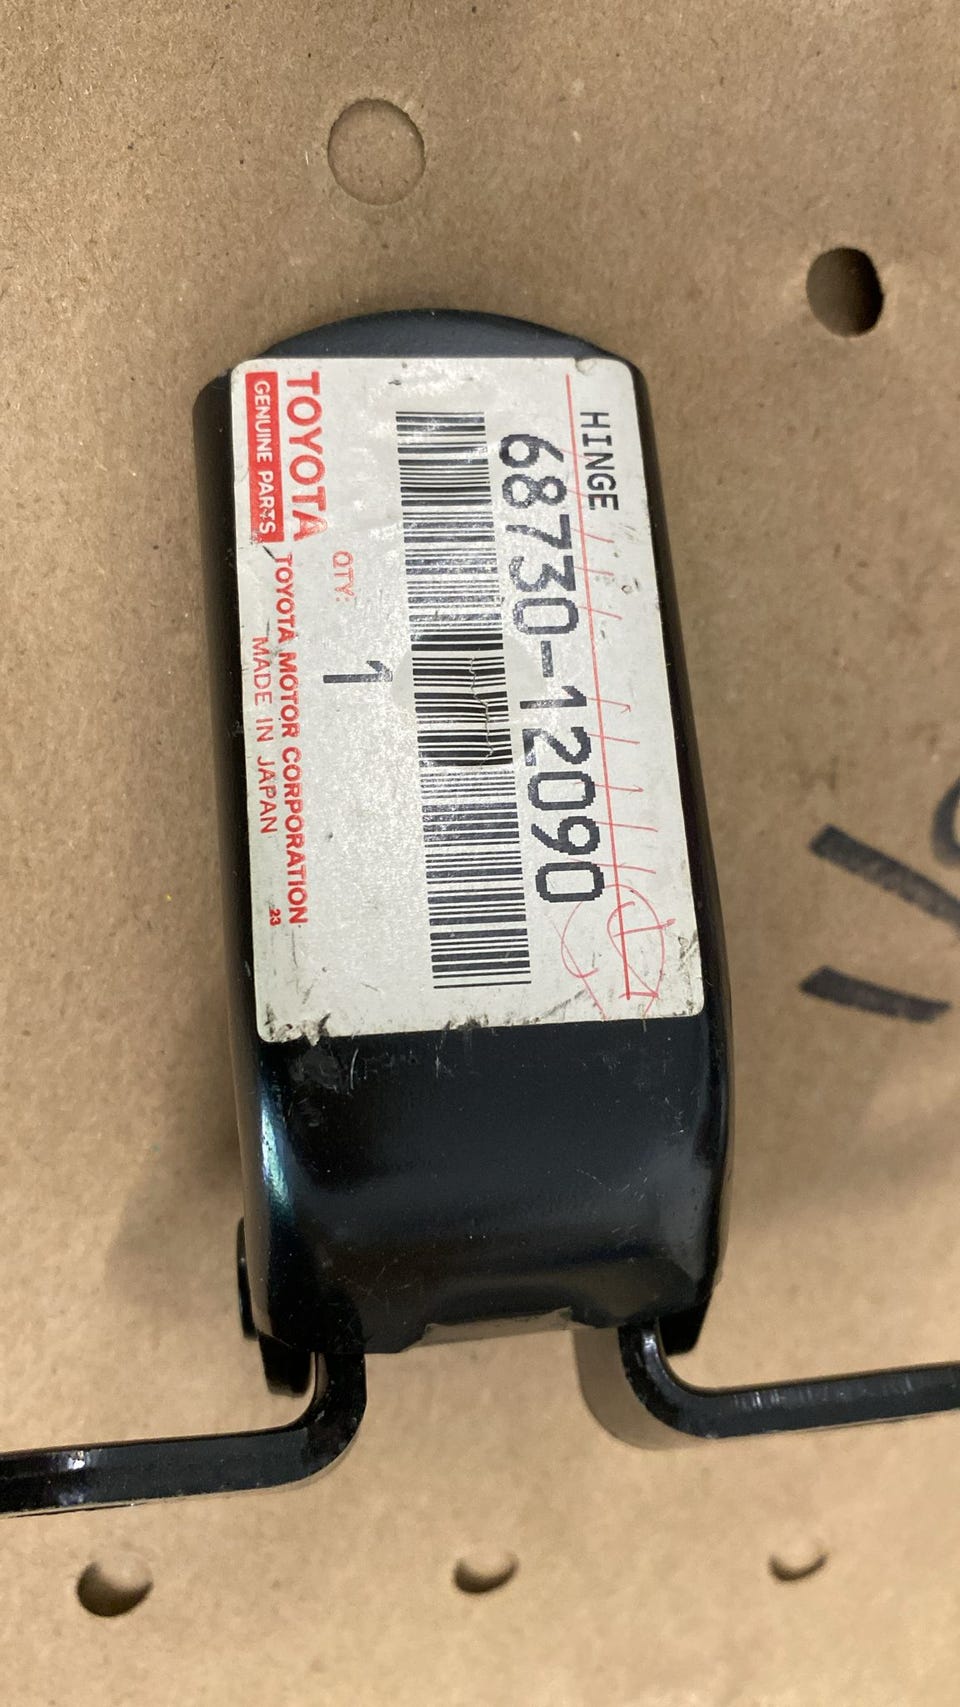 HINGE
68730-12090
QTY:
1
TOYOTA
GENUINE PARTS
TOYOTA MOTOR CORPORATION
MADE IN JAPAN
23